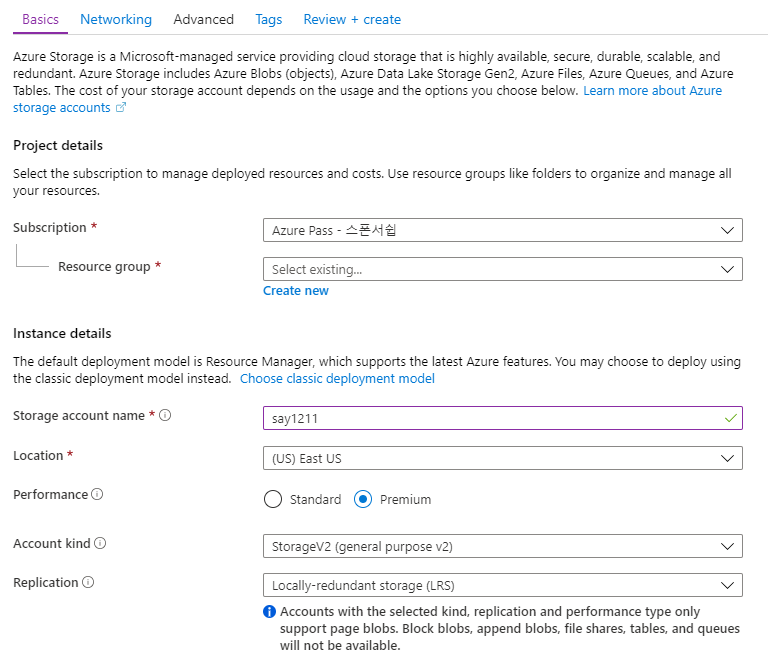 Basics Networking Advanced Tags Review + create
Azure Storage is a Microsoft-managed service providing cloud storage that is highly available, secure, durable, scalable, and
redundant. Azure Storage includes Azure Blobs (objects), Azure Data Lake Storage Gen2, Azure Files, Azure Queues, and Azure
Tables. The cost of your storage account depends on the usage and the options you choose below. Learn more about Azure
storage accounts
Project details
Select the subscription to manage deployed resources and costs. Use resource groups like folders to organize and manage all
your resources.
Subscription * Azure Pass - 스폰서쉽
Resource group * Select existing...
Create new
Instance details
The default deployment model is Resource Manager, which supports the latest Azure features. You may choose to deploy using
the classic deployment model instead. Choose classic deployment model
Storage account name * say1211
Location * (US) East US
Performance Standard Premium
Account kind StorageV2 (general purpose v2)
Replication Locally-redundant storage (LRS)
Accounts with the selected kind, replication and performance type only
support page blobs. Block blobs, append blobs, file shares, tables, and queues
will not be available.